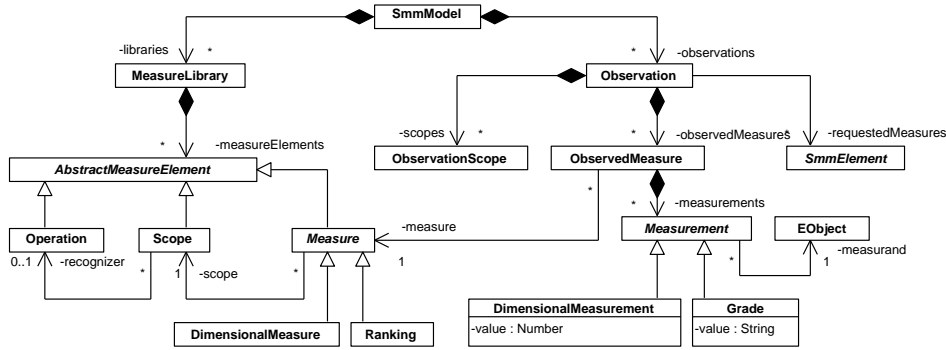 SmmModel
-libraries
*
*
-observations
MeasureLibrary
Observation
-scopes
*
*
-observedMeasures
*
-requestedMeasures
*
-measureElements
AbstractMeasureElement
ObservationScope
ObservedMeasure
SmmElement
*
*
-measurements
Operation
Scope
Measure
-measure
Measurement
EObject
0..1
-recognizer
*
1
-scope
*
1
*
1
-measurand
DimensionalMeasure
Ranking
DimensionalMeasurement
-value : Number
Grade
-value : String